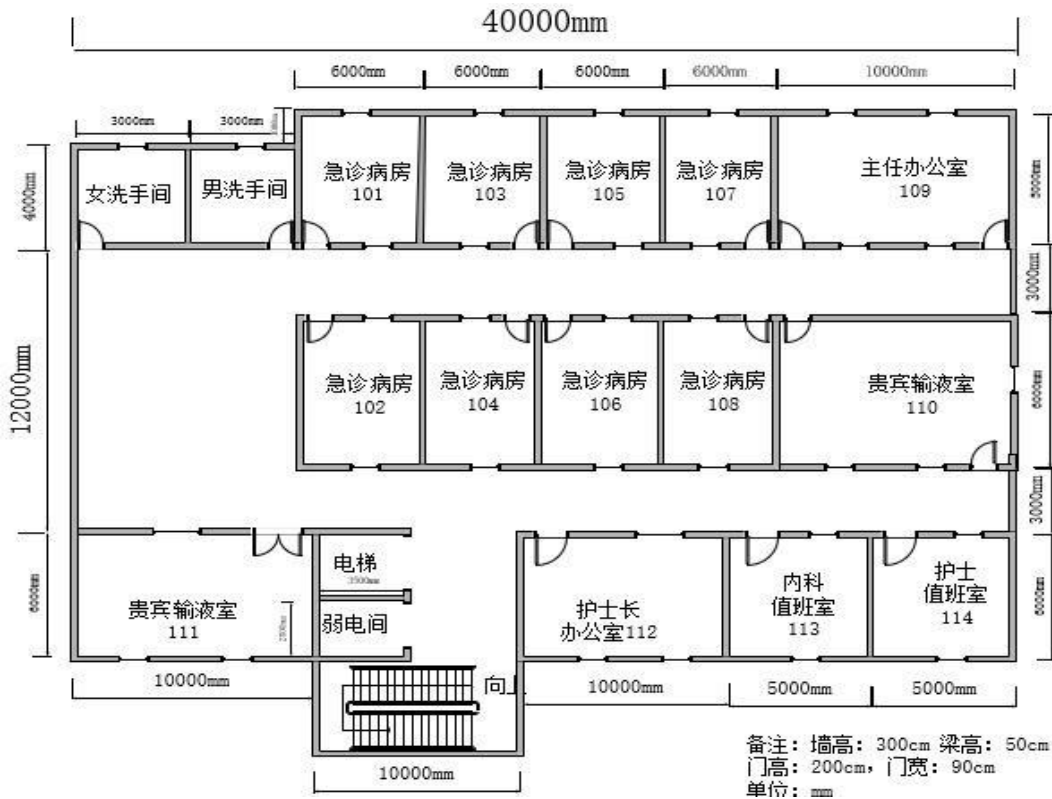 40000mm
6000mm
6000mm
6000mm
6000mm
10000mm
3000mm
3000mm
4000mm
女洗手间
男洗手间
急诊病房
101
急诊病房
103
急诊病房
105
急诊病房
107
主任办公室
109
5000mm
3000mm
12000mm
急诊病房
102
急诊病房
104
急诊病房
106
急诊病房
108
贵宾输液室
110
6000mm
3000mm
6000mm
贵宾输液室
111
电梯
3500mm
弱电间
护士长
办公室112
内科
值班室
113
护士
值班室
114
6000mm
10000mm
向上
10000mm
5000mm
5000mm
10000mm
备注: 墙高: 300cm 梁高: 50cm
门高: 200cm, 门宽: 90cm
单位: mm